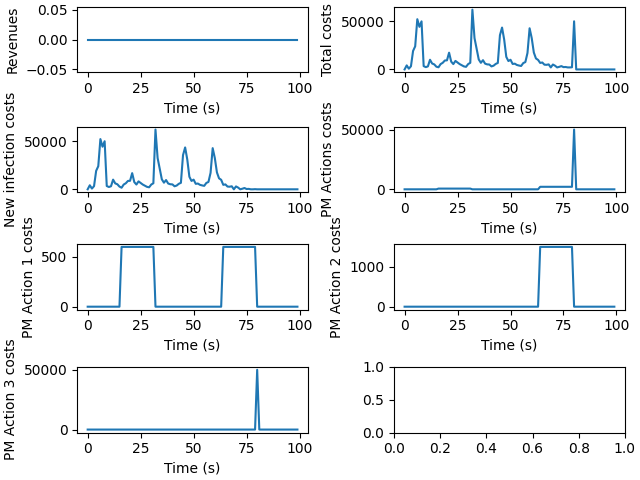 Revenues
0.05
0.00
−0.05
0 25 50 75 100
Time (s)
Total costs
50000
0
0 25 50 75 100
Time (s)
New infection costs
50000
0
0 25 50 75 100
Time (s)
PM Actions costs
50000
0
0 25 50 75 100
Time (s)
PM Action 1 costs
500
0
0 25 50 75 100
Time (s)
PM Action 2 costs
1000
0
0 25 50 75 100
Time (s)
PM Action 3 costs
50000
0
0 25 50 75 100
Time (s)
1.0
0.5
0.0
0.0 0.2 0.4 0.6 0.8 1.0